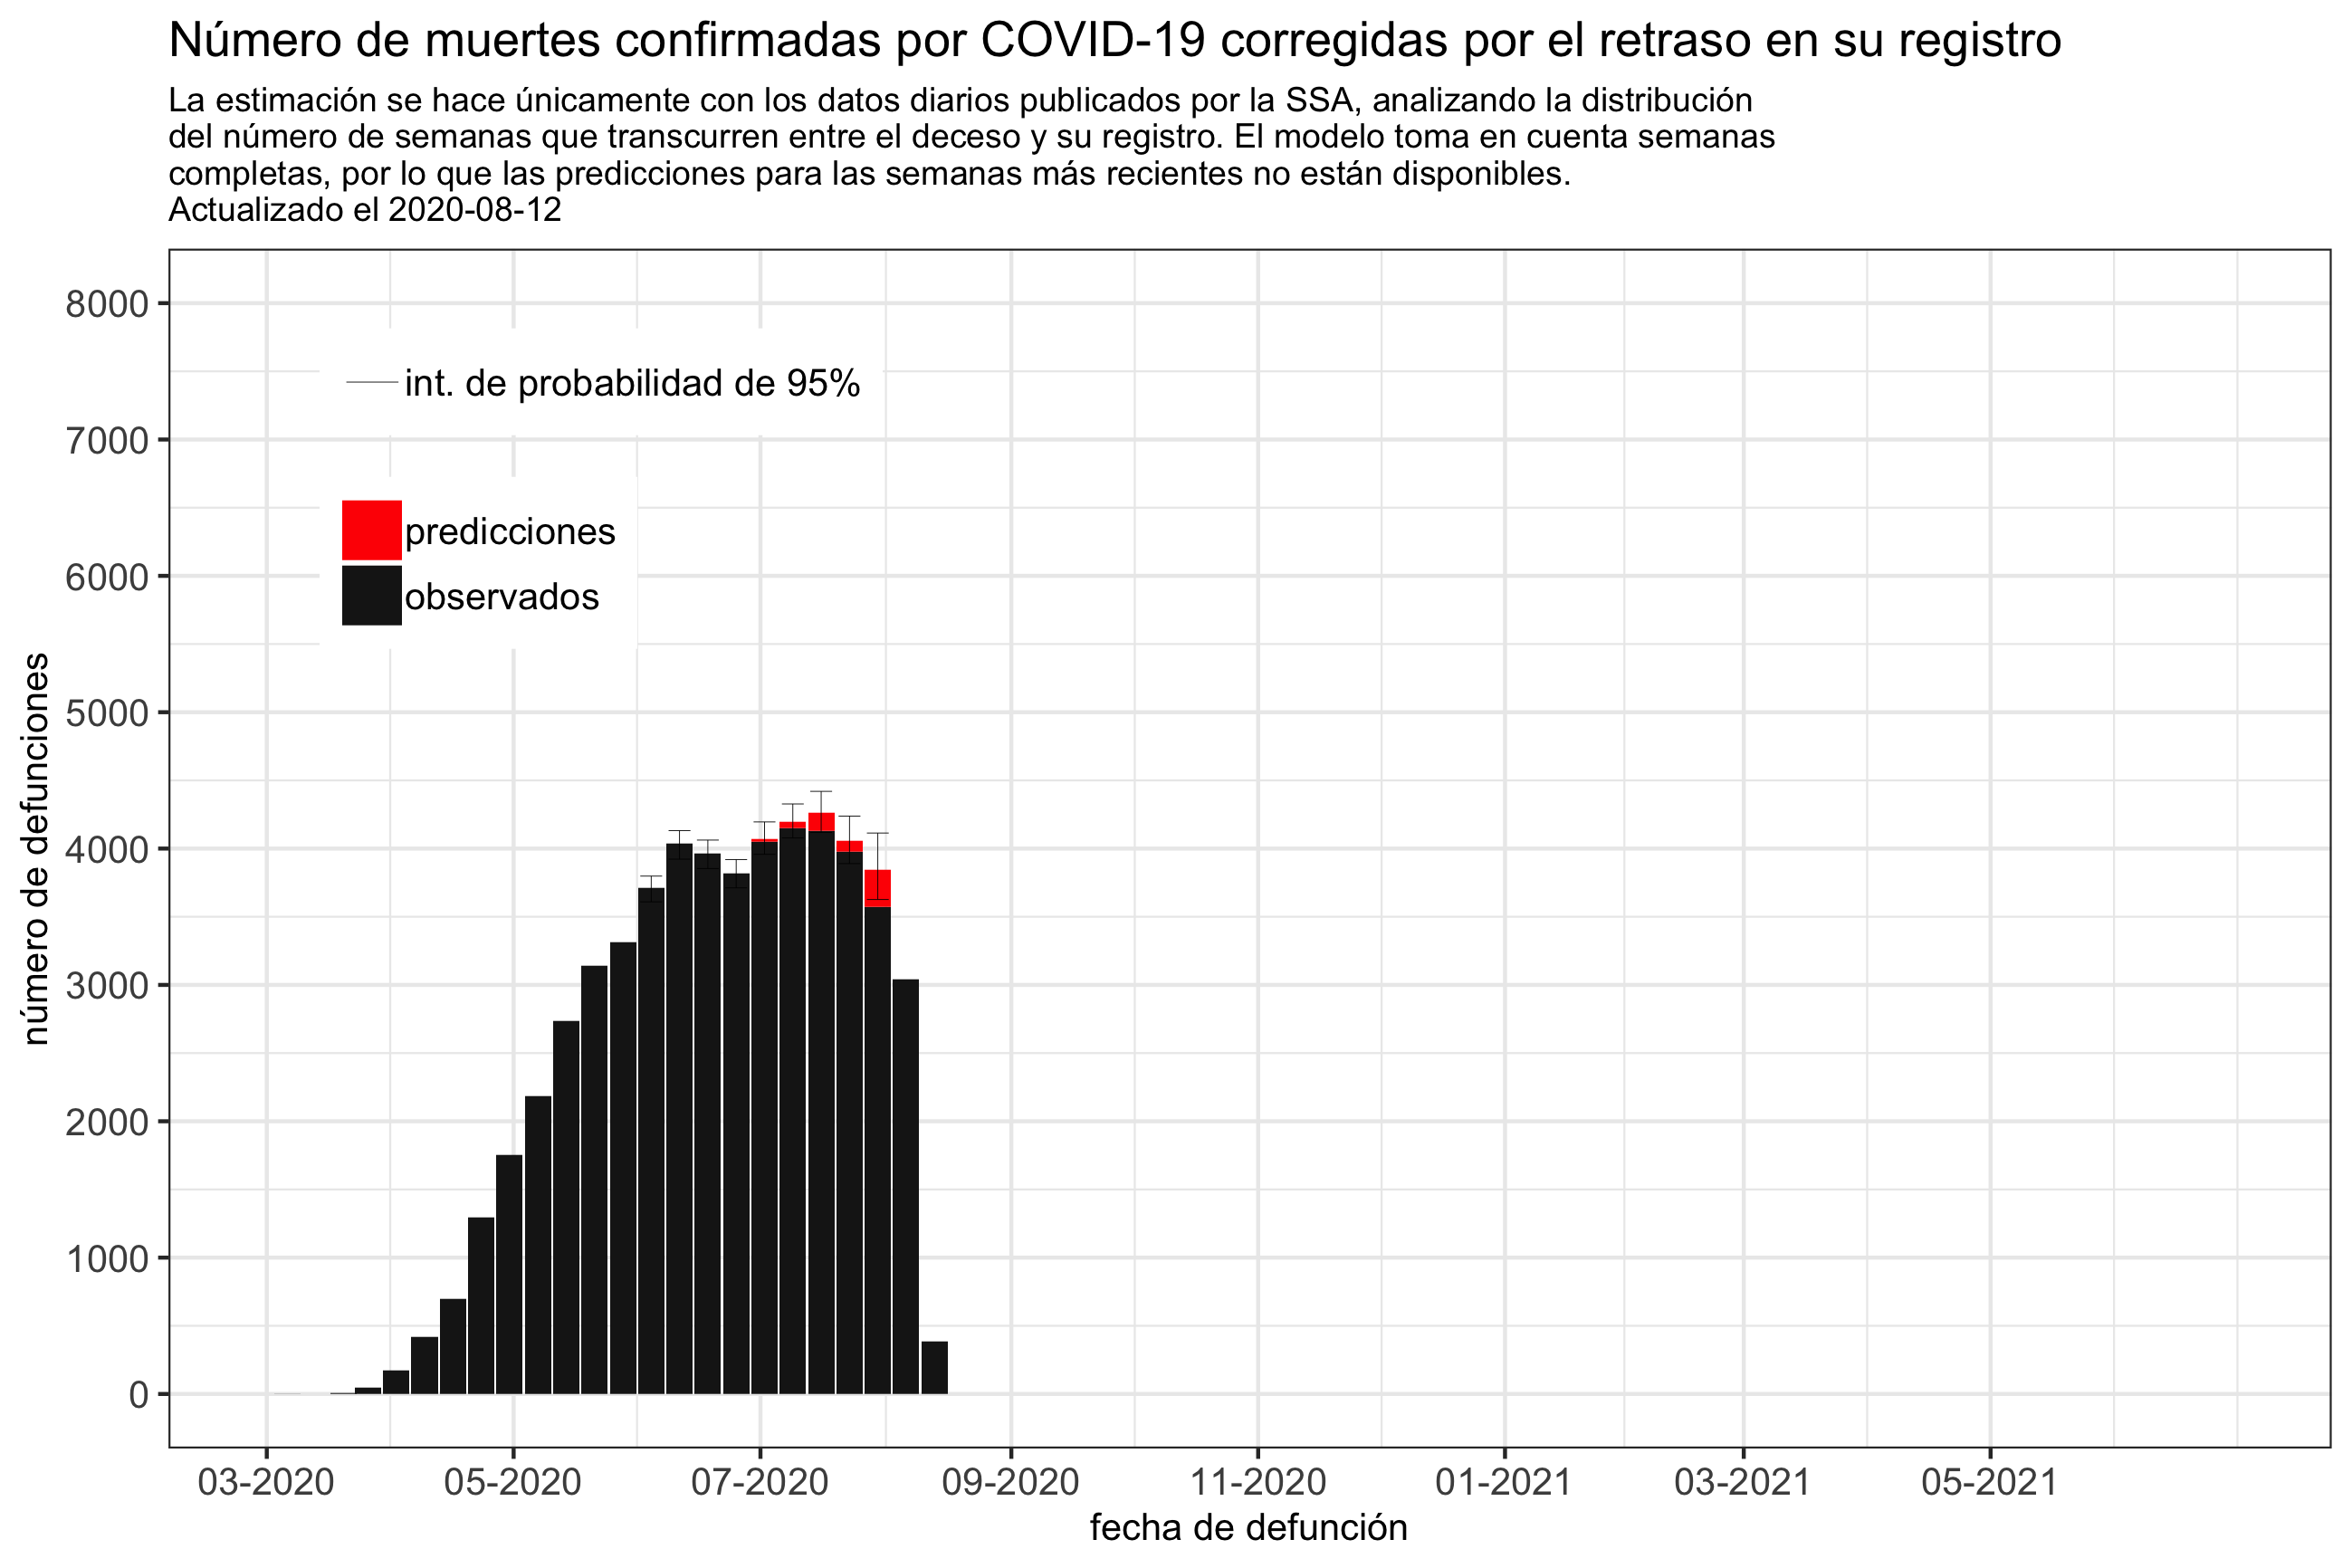 Número de muertes confirmadas por COVID-19 corregidas por el retraso en su registro
La estimación se hace únicamente con los datos diarios publicados por la SSA, analizando la distribución
del número de semanas que transcurren entre el deceso y su registro. El modelo toma en cuenta semanas
completas, por lo que las predicciones para las semanas más recientes no están disponibles.
Actualizado el 2020-08-12
número de defunciones
8000
7000
6000
5000
4000
3000
2000
1000
0
int. de probabilidad de 95%
predicciones
observados
03-2020 05-2020 07-2020 09-2020 11-2020 01-2021 03-2021 05-2021
fecha de defunción